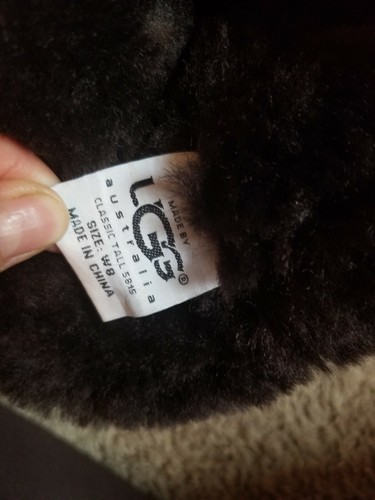 MADE BY
UGG®
australia
CLASSIC TALL 5815
SIZE: W8
MADE IN CHINA